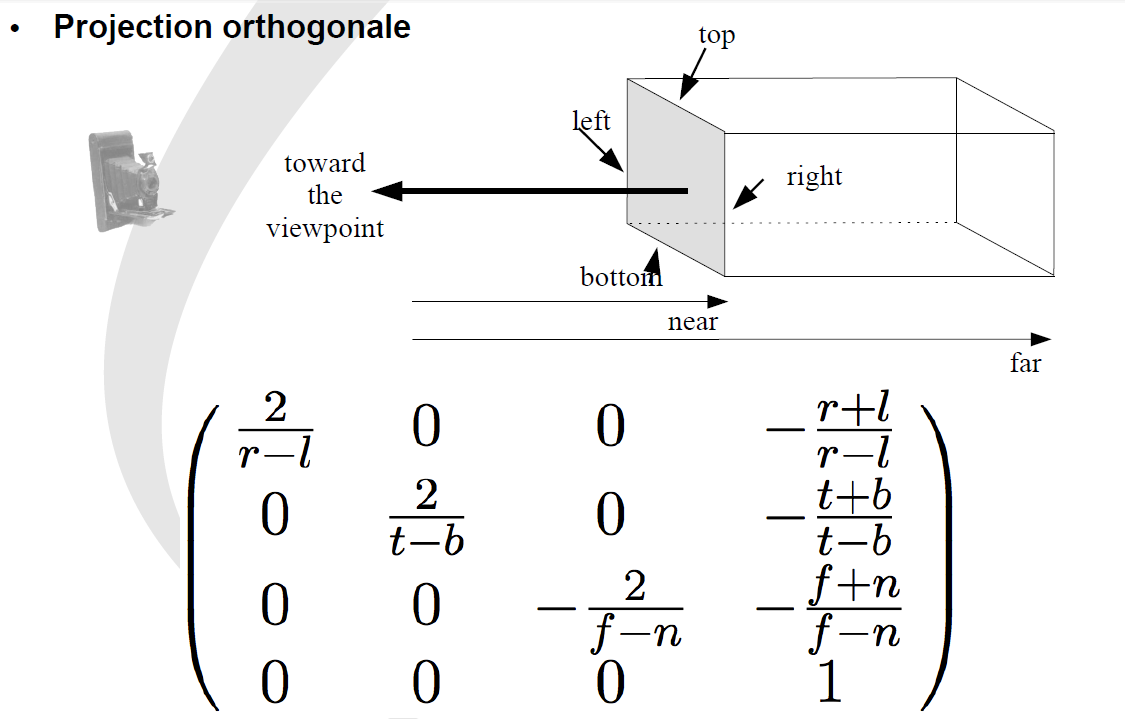 • Projection orthogonale
top
left
toward
the
viewpoint
right
bottom
near
far
2/(r−l) 0 0 −(r+l)/(r−l)
0 2/(t−b) 0 −(t+b)/(t−b)
0 0 −2/(f−n) −(f+n)/(f−n)
0 0 0 1